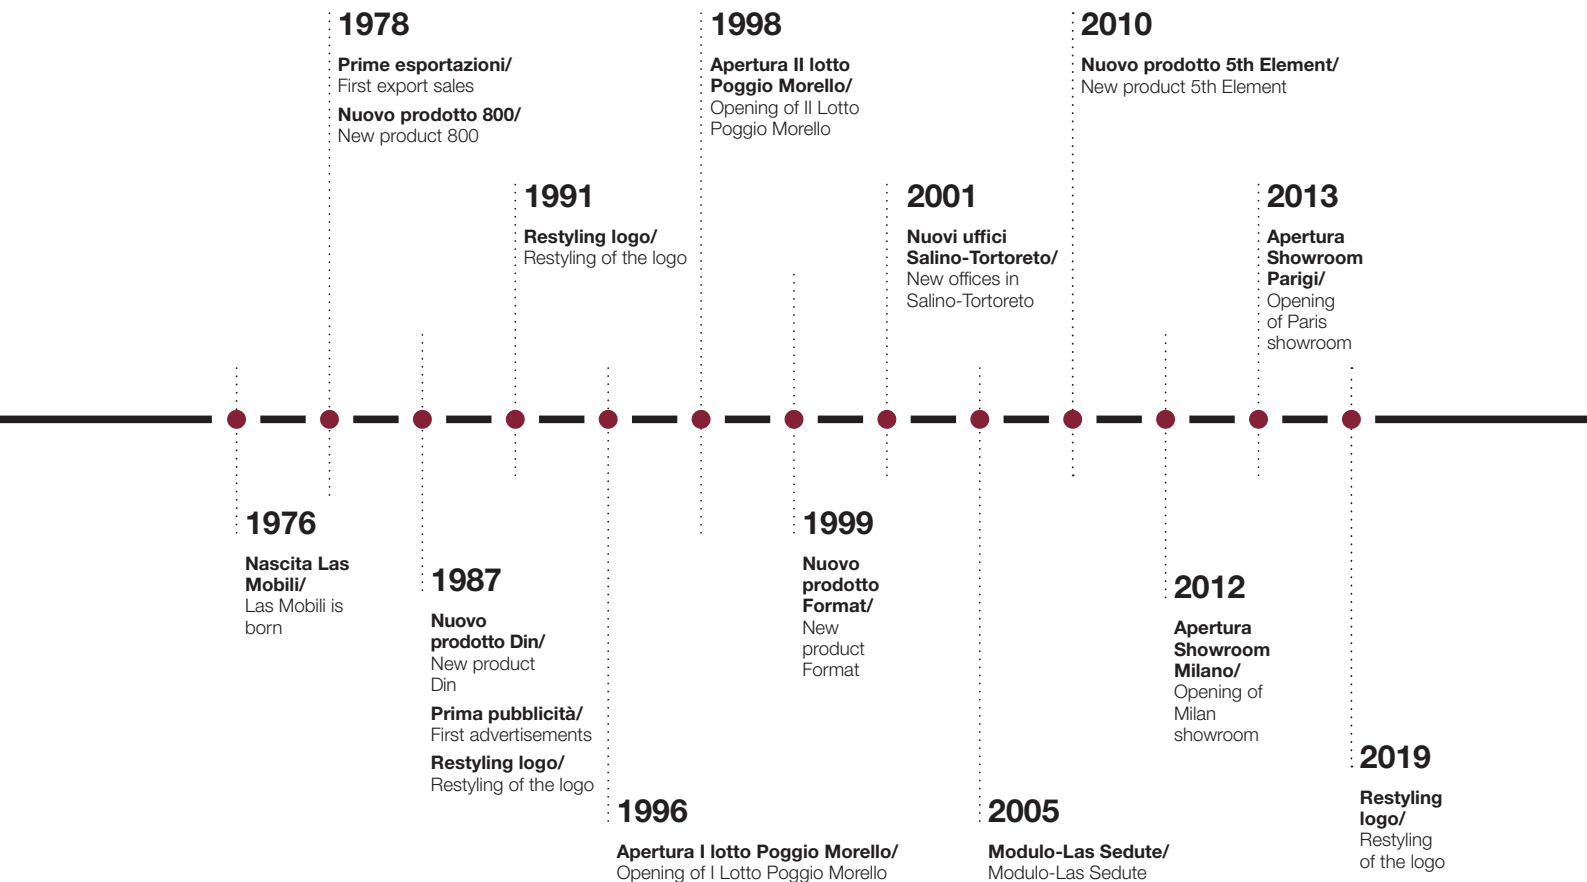 1978
Prime esportazioni/
First export sales
Nuovo prodotto 800/
New product 800
1998
Apertura II lotto
Poggio Morello/
Opening of II Lotto
Poggio Morello
2010
Nuovo prodotto 5th Element/
New product 5th Element
1991
Restyling logo/
Restyling of the logo
2001
Nuovi uffici
Salino-Tortoreto/
New offices in
Salino-Tortoreto
2013
Apertura
Showroom
Parigi/
Opening
of Paris
showroom
1976
Nascita Las
Mobili/
Las Mobili is
born
1987
Nuovo
prodotto Din/
New product
Din
Prima pubblicità/
First advertisements
Restyling logo/
Restyling of the logo
1999
Nuovo
prodotto
Format/
New
product
Format
2012
Apertura
Showroom
Milano/
Opening of
Milan
showroom
1996
Apertura I lotto Poggio Morello/
Opening of I Lotto Poggio Morello
2005
Modulo-Las Sedute/
Modulo-Las Sedute
2019
Restyling
logo/
Restyling
of the logo